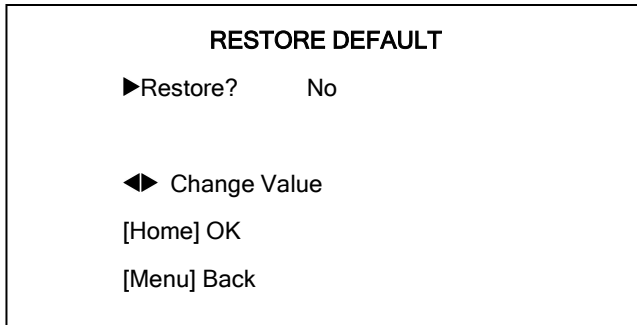 RESTORE DEFAULT
▶Restore? No
◀▶ Change Value
[Home] OK
[Menu] Back